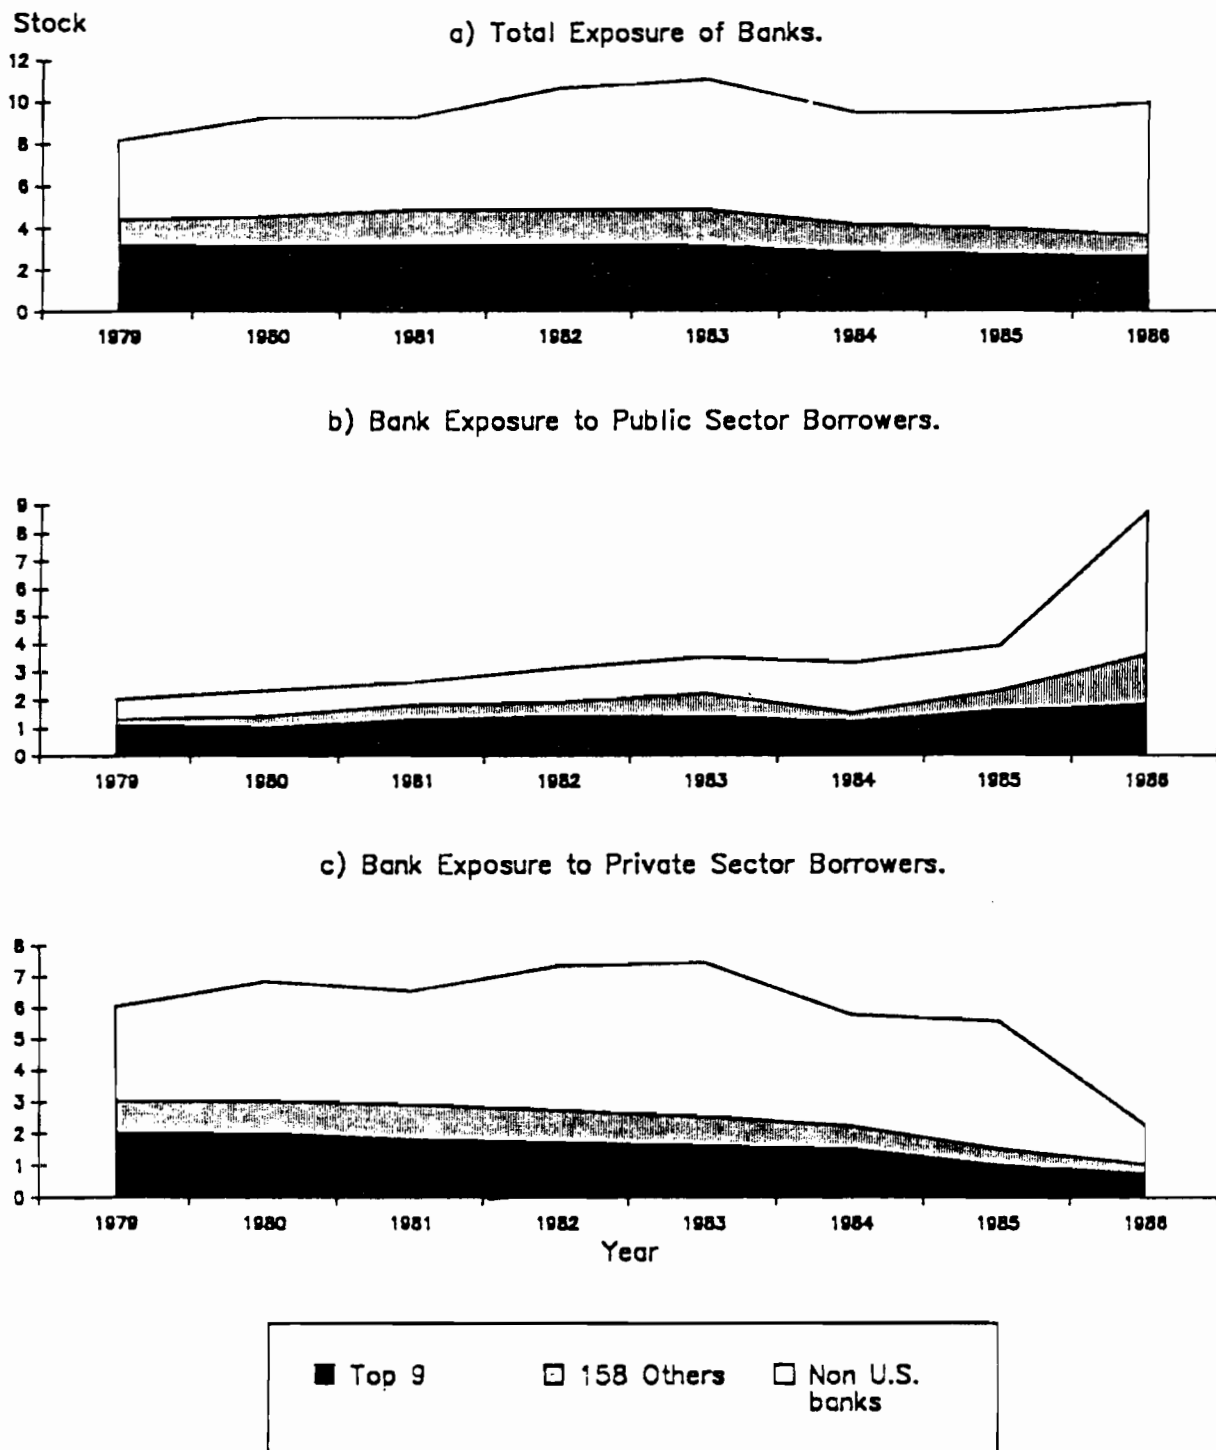 Stock
a) Total Exposure of Banks.
12
10
8
6
4
2
0
1979 1980 1981 1982 1983 1984 1985 1986
b) Bank Exposure to Public Sector Borrowers.
9
8
7
6
5
4
3
2
1
0
1979 1980 1981 1982 1983 1984 1985 1986
c) Bank Exposure to Private Sector Borrowers.
8
7
6
5
4
3
2
1
0
1979 1980 1981 1982 1983 1984 1985 1986
Year
Top 9 158 Others Non U.S.
banks